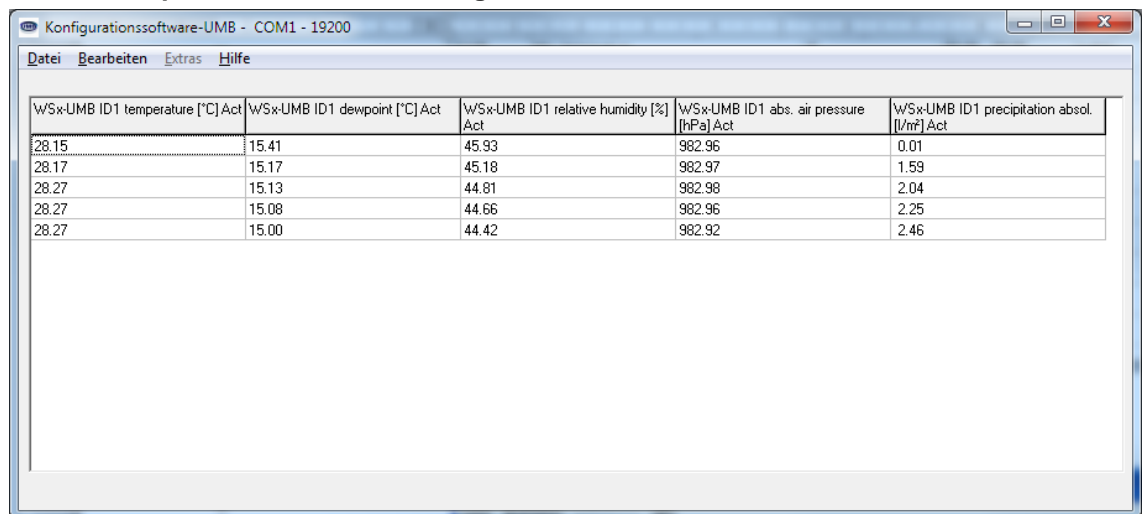 Konfigurationssoftware-UMB - COM1 - 19200
Datei Bearbeiten Extras Hilfe
WSx-UMB ID1 temperature [°C] Act WSx-UMB ID1 dewpoint [°C] Act WSx-UMB ID1 relative humidity [%] Act WSx-UMB ID1 abs. air pressure [hPa] Act WSx-UMB ID1 precipitation absol. [l/m²] Act
28.15 15.41 45.93 982.96 0.01
28.17 15.17 45.18 982.97 1.59
28.27 15.13 44.81 982.98 2.04
28.27 15.08 44.66 982.96 2.25
28.27 15.00 44.42 982.92 2.46